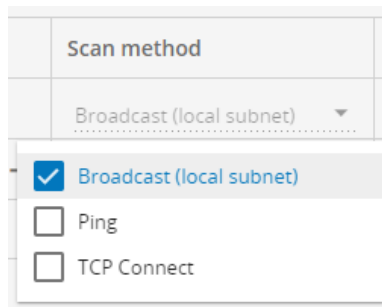 Scan method
Broadcast (local subnet)
Broadcast (local subnet)
Ping
TCP Connect